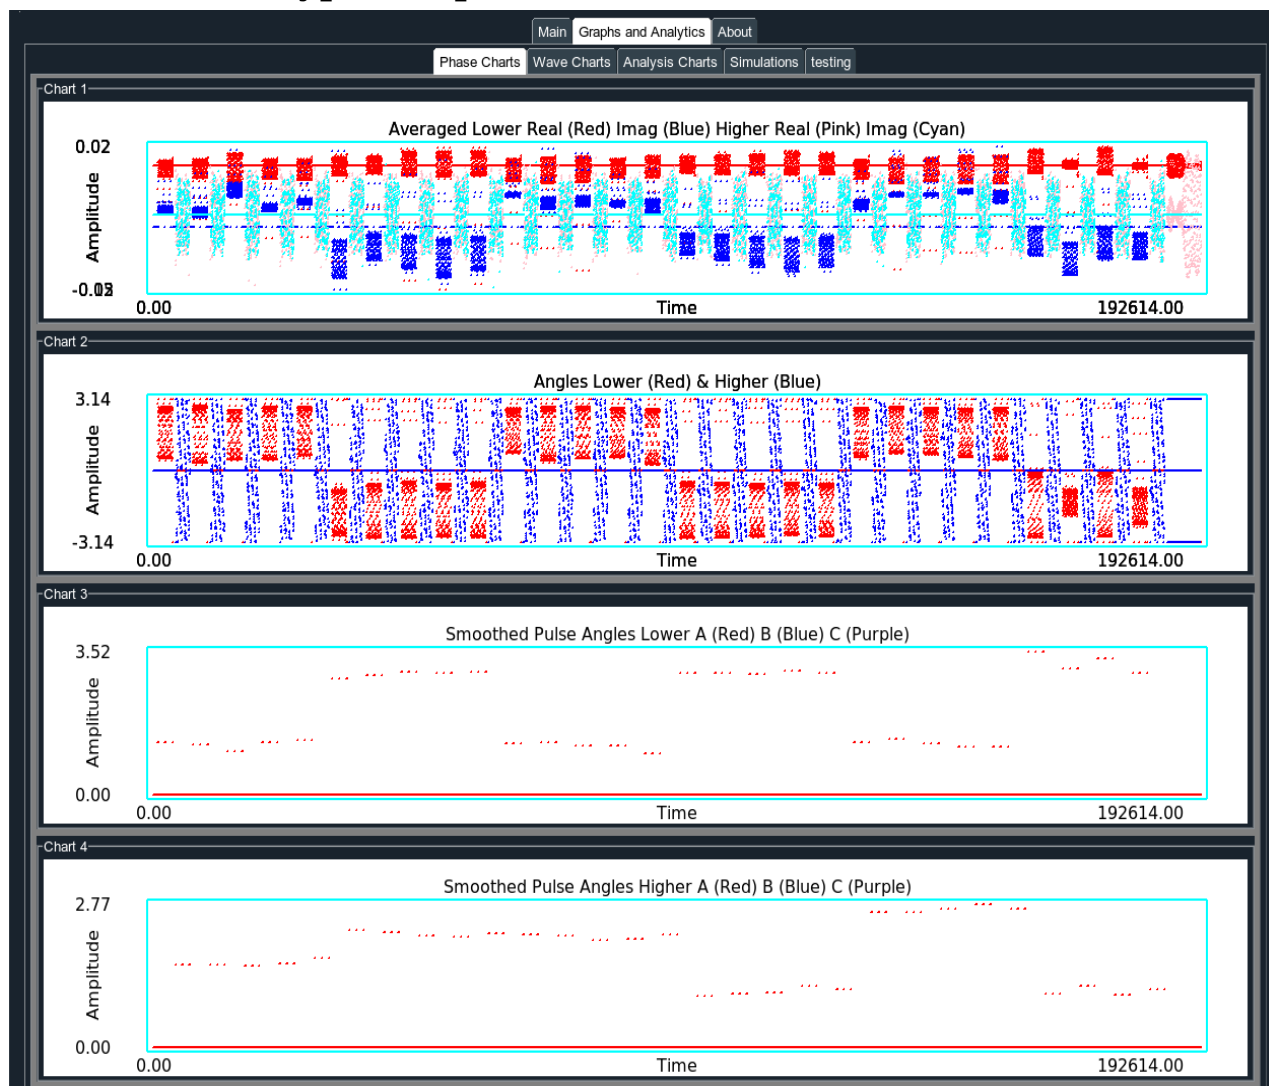 Main Graphs and Analytics About
Phase Charts Wave Charts Analysis Charts Simulations testing
Chart 1
Averaged Lower Real (Red) Imag (Blue) Higher Real (Pink) Imag (Cyan)
0.02
Amplitude
0.00 Time 192614.00
Chart 2
Angles Lower (Red) & Higher (Blue)
3.14
Amplitude
-3.14
0.00 Time 192614.00
Chart 3
Smoothed Pulse Angles Lower A (Red) B (Blue) C (Purple)
3.52
Amplitude
0.00
0.00 Time 192614.00
Chart 4
Smoothed Pulse Angles Higher A (Red) B (Blue) C (Purple)
2.77
Amplitude
0.00
0.00 Time 192614.00